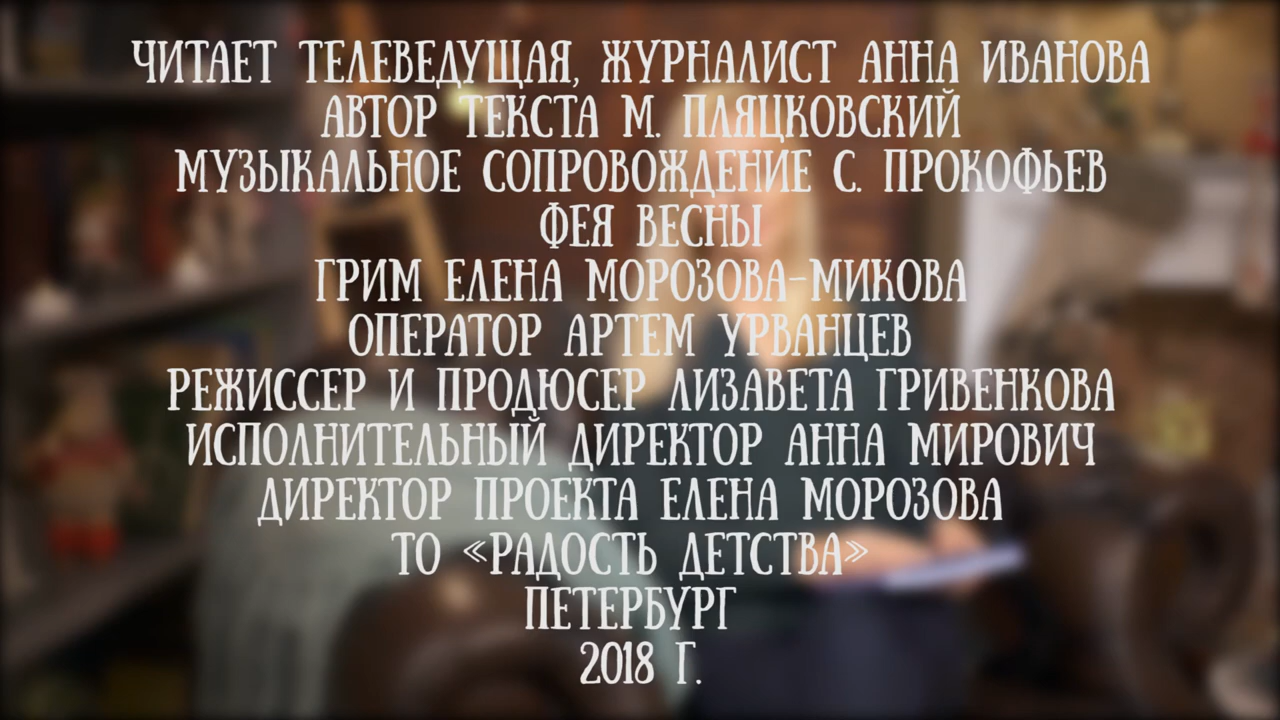 ЧИТАЕТ ТЕЛЕВЕДУЩАЯ, ЖУРНАЛИСТ АННА ИВАНОВА
АВТОР ТЕКСТА М. ПЛЯЦКОВСКИЙ
МУЗЫКАЛЬНОЕ СОПРОВОЖДЕНИЕ С. ПРОКОФЬЕВ
ФЕЯ ВЕСНЫ
ГРИМ ЕЛЕНА МОРОЗОВА-МИКОВА
ОПЕРАТОР АРТЕМ УРВАНЦЕВ
РЕЖИССЕР И ПРОДЮСЕР ЛИЗАВЕТА ГРИВЕНКОВА
ИСПОЛНИТЕЛЬНЫЙ ДИРЕКТОР АННА МИРОВИЧ
ДИРЕКТОР ПРОЕКТА ЕЛЕНА МОРОЗОВА
ТО «РАДОСТЬ ДЕТСТВА»
ПЕТЕРБУРГ
2018 Г.